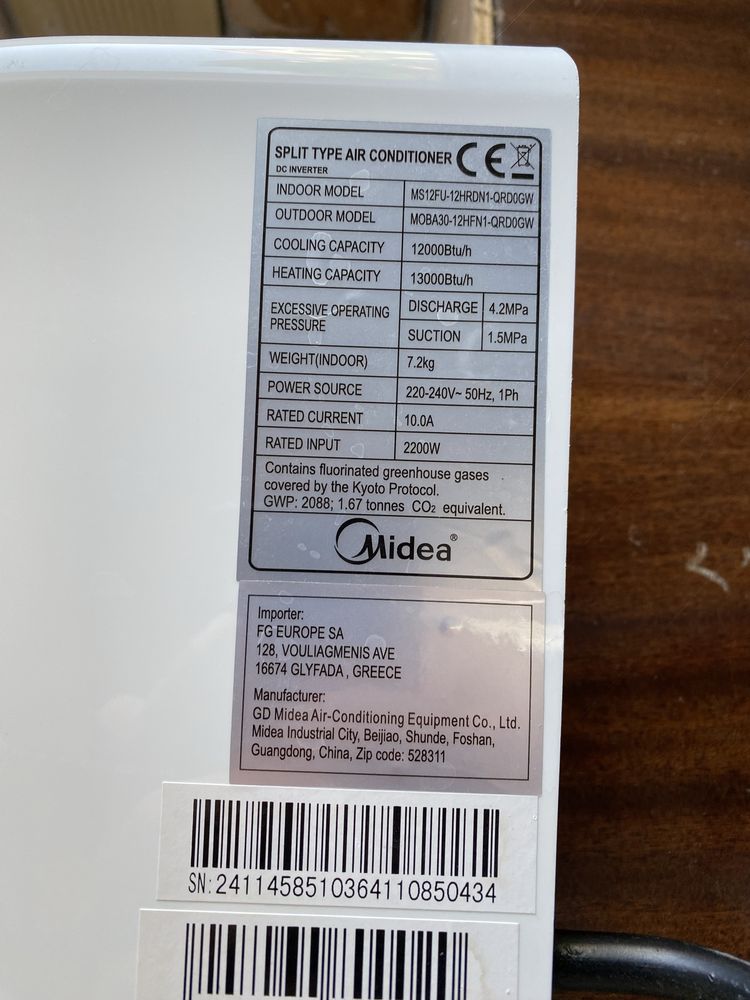 SPLIT TYPE AIR CONDITIONER CE
DC INVERTER
INDOOR MODEL MS12FU-12HRDN1-QRD0GW
OUTDOOR MODEL MOBA30-12HFN1-QRD0GW
COOLING CAPACITY 12000Btu/h
HEATING CAPACITY 13000Btu/h
EXCESSIVE OPERATING PRESSURE DISCHARGE 4.2MPa
SUCTION 1.5MPa
WEIGHT(INDOOR) 7.2kg
POWER SOURCE 220-240V~ 50Hz, 1Ph
RATED CURRENT 10.0A
RATED INPUT 2200W
Contains fluorinated greenhouse gases
covered by the Kyoto Protocol.
GWP: 2088; 1.67 tonnes CO₂ equivalent.
Midea®
Importer:
FG EUROPE SA
128, VOULIAGMENIS AVE
16674 GLYFADA , GREECE
Manufacturer:
GD Midea Air-Conditioning Equipment Co., Ltd.
Midea Industrial City, Beijiao, Shunde, Foshan,
Guangdong, China, Zip code: 528311
SN: 2411458510364110850434